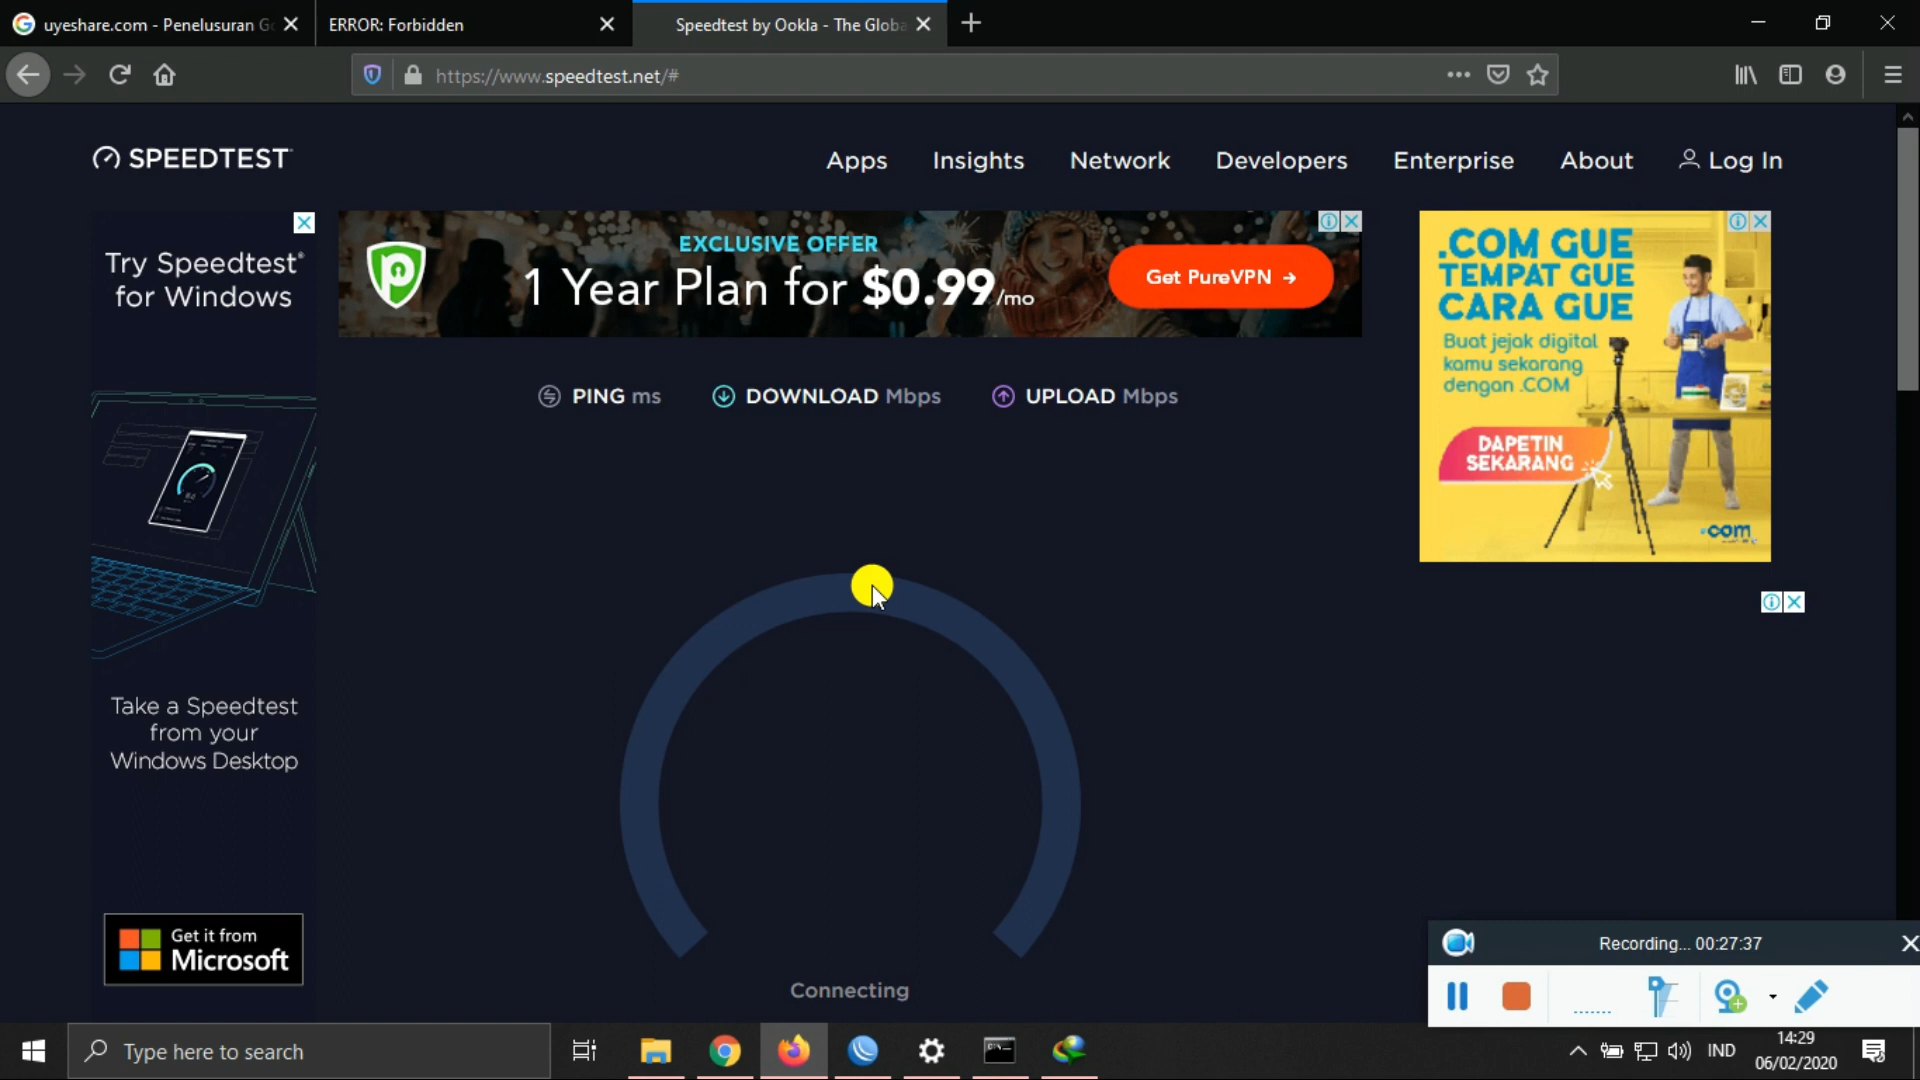 uyeshare.com - Penelusuran Go
ERROR: Forbidden
Speedtest by Ookla - The Globa
https://www.speedtest.net/#
SPEEDTEST
Apps
Insights
Network
Developers
Enterprise
About
Log In
Try Speedtest®
for Windows
EXCLUSIVE OFFER
1 Year Plan for $0.99/mo
Get PureVPN →
.COM GUE
TEMPAT GUE
CARA GUE
Buat jejak digital
kamu sekarang
dengan .COM
DAPETIN
SEKARANG
.com
PING ms
DOWNLOAD Mbps
UPLOAD Mbps
Take a Speedtest
from your
Windows Desktop
Get it from
Microsoft
Connecting
Recording... 00:27:37
Type here to search
IND
14:29
06/02/2020